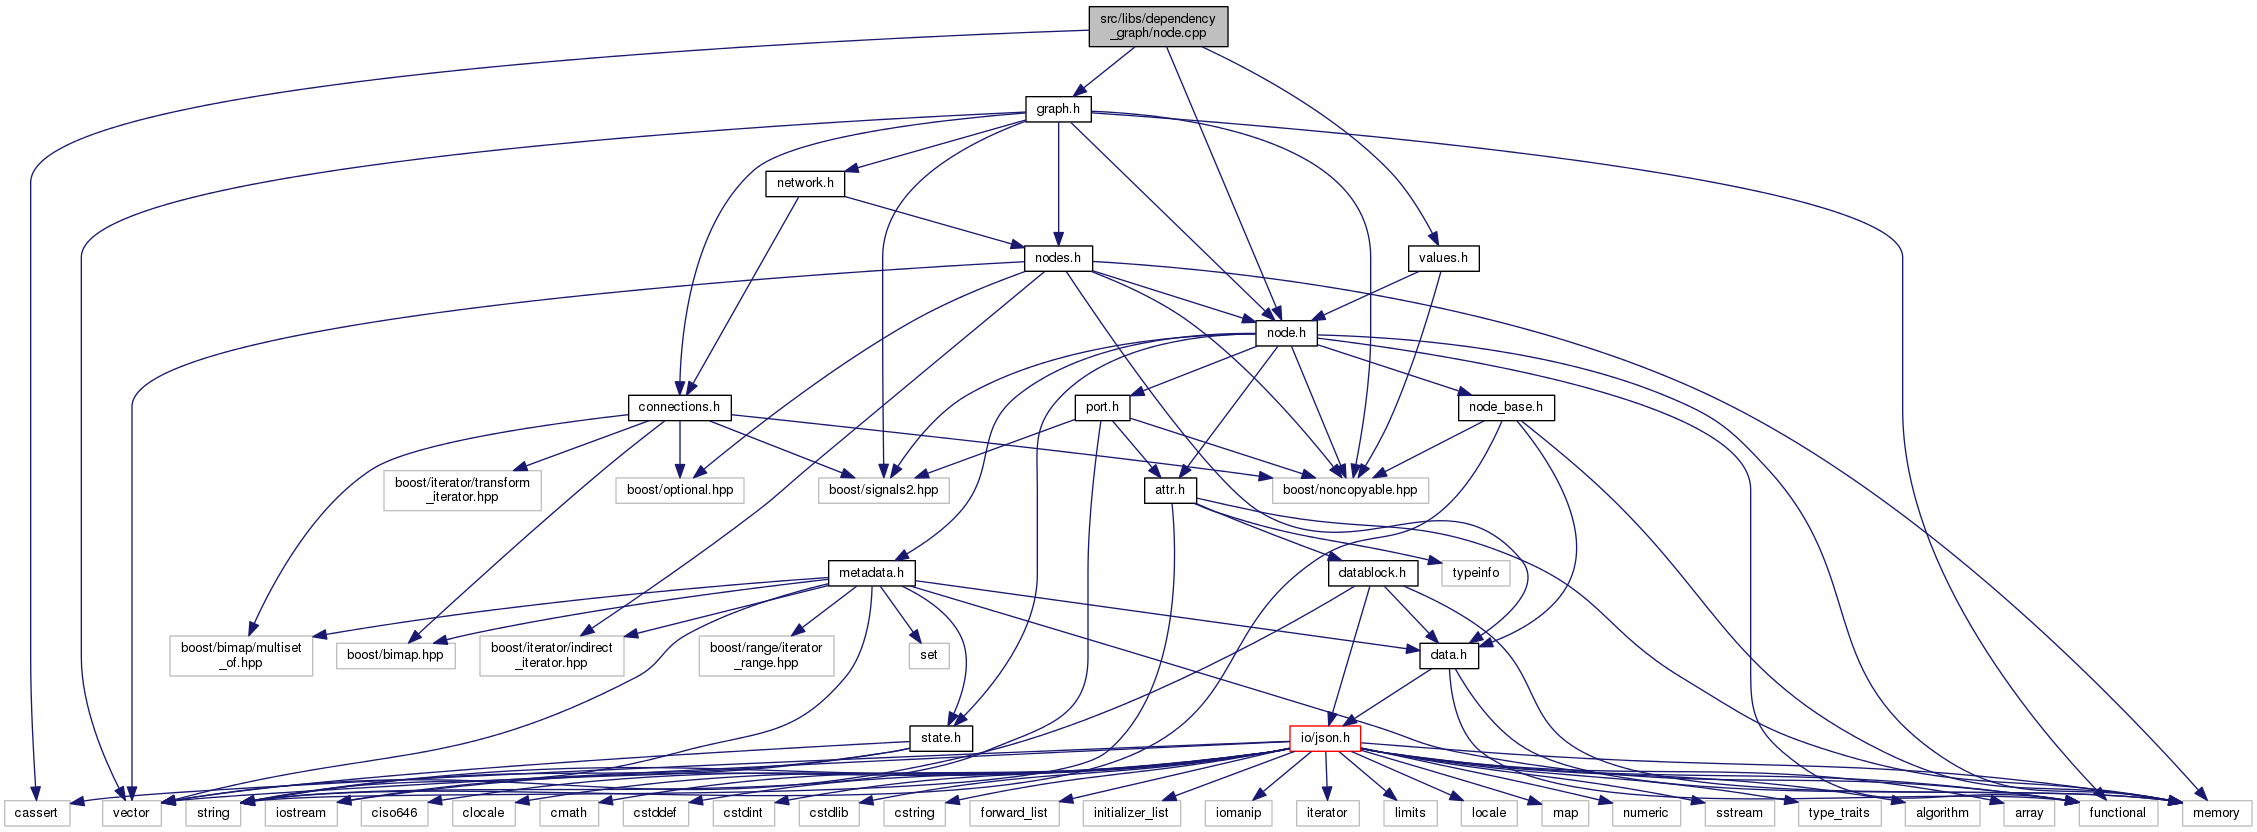 src/libs/dependency
_graph/node.cpp
graph.h
network.h
nodes.h
values.h
node.h
connections.h
port.h
node_base.h
boost/iterator/transform
_iterator.hpp
boost/optional.hpp
boost/signals2.hpp
attr.h
boost/noncopyable.hpp
metadata.h
datablock.h
typeinfo
boost/bimap/multiset
_of.hpp
boost/bimap.hpp
boost/iterator/indirect
_iterator.hpp
boost/range/iterator
_range.hpp
set
data.h
state.h
io/json.h
cassert
vector
string
iostream
ciso646
clocale
cmath
cstddef
cstdint
cstdlib
cstring
forward_list
initializer_list
iomanip
iterator
limits
locale
map
numeric
sstream
type_traits
algorithm
array
functional
memory